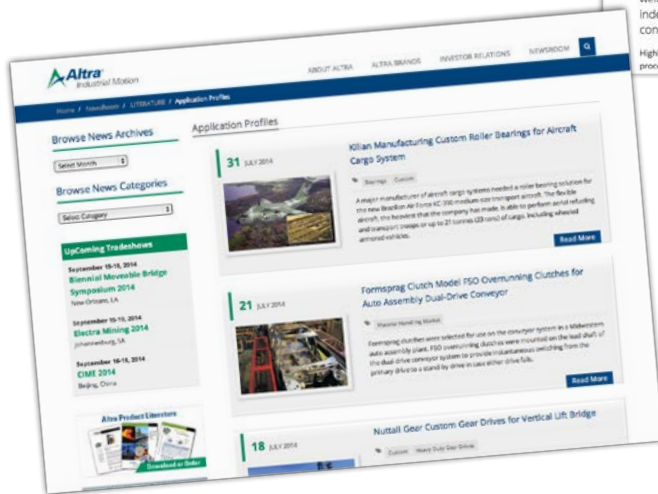 inde
con
High
proce
Altra
Industrial Motion
ABOUT ALTRA
ALTRA BRANDS
INVESTOR RELATIONS
NEWSROOM
Home / Newsroom / LITERATURE / Application Profiles
Browse News Archives
Select Month
Browse News Categories
Select Category
UpComing Tradeshows
September 15-18, 2014
Biennial Moveable Bridge
Symposium 2014
New Orleans, LA
Electra Mining 2014
Johannesburg, SA
CIME 2014
Beijing, China
Altra Product Literature
Download or Order
Application Profiles
31 JULY 2014
Kilian Manufacturing Custom Roller Bearings for Aircraft
Cargo System
Bearings Custom
A major manufacturer of aircraft cargo systems needed a roller bearing solution for
the new Brazilian Air Force KC-390 medium size transport aircraft. The flexible
aircraft, the heaviest that the company has made, is able to perform aerial refueling
and transport troops or up to 21 tonnes (23 tons) of cargo, including wheeled
armored vehicles.
Read More
21 JULY 2014
Formsprag Clutch Model FSO Overrunning Clutches for
Auto Assembly Dual-Drive Conveyor
Material Handling Market
Formsprag clutches were selected for use on the conveyor system in a Midwestern
auto assembly plant. FSO overrunning clutches were mounted on the lead shaft of
the dual drive conveyor system to provide instantaneous switching from the
primary drive to a stand by drive in case either drive fails.
Read More
18 JULY 2014
Nuttall Gear Custom Gear Drives for Vertical Lift Bridge
Custom Heavy Duty Gear Drives